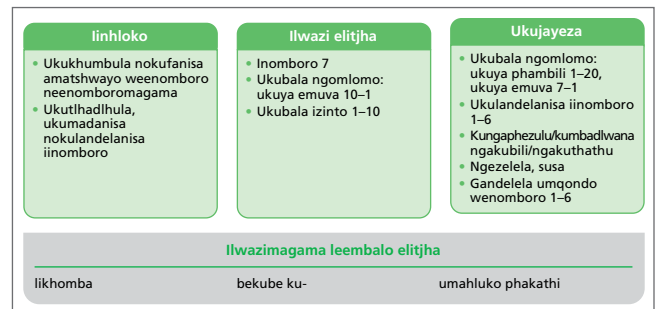 Iinhloko
• Ukukhumbula nokufanisa
amatshwayo weenomboro
neenomboromagama
• Ukutlhadlhula,
ukumadanisa
nokulandelanisa
iinomboro
Ilwazi elitjha
• Inomboro 7
• Ukubala ngomlomo:
ukuya emuva 10–1
• Ukubala izinto 1–10
Ukujayeza
• Ukubala ngomlomo:
ukuya phambili 1–20,
ukuya emuva 7–1
• Ukulandelanisa iinomboro
1–6
• Kungaphezulu/kumbadlwana
ngakubili/ngakuthathu
• Ngezelela, susa
• Gandelela umqondo
wenomboro 1–6
Ilwazimagama leembalo elitjha
likhomba bekube ku- umahluko phakathi